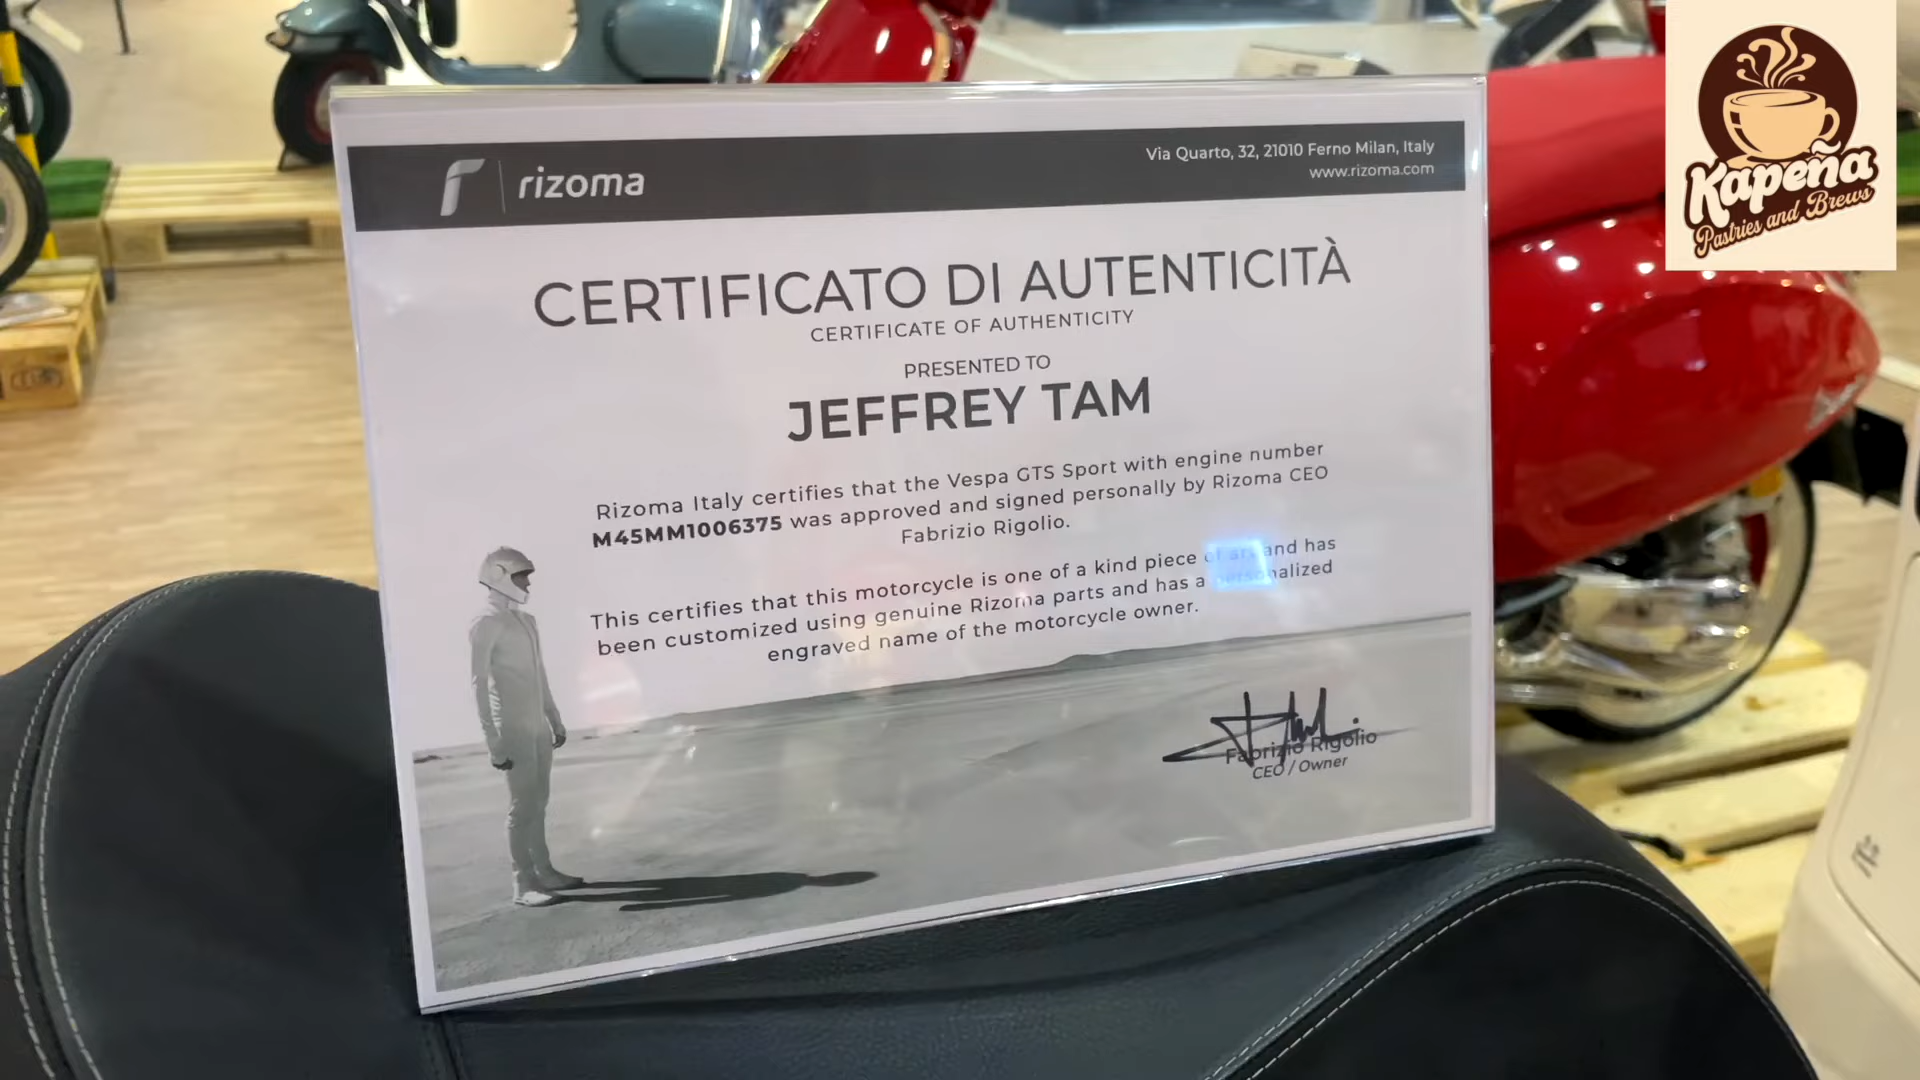 rizoma
Via Quarto, 32, 21010 Ferno Milan, Italy
www.rizoma.com
CERTIFICATO DI AUTENTICITÀ
CERTIFICATE OF AUTHENTICITY
PRESENTED TO
JEFFREY TAM
Rizoma Italy certifies that the Vespa GTS Sport with engine number
M45MM1006375 was approved and signed personally by Rizoma CEO
Fabrizio Rigolio.
This certifies that this motorcycle is one of a kind piece of art and has
been customized using genuine Rizoma parts and has a personalized
engraved name of the motorcycle owner.
Fabrizio Rigolio
CEO / Owner
Kapeña
Pastries and Brews